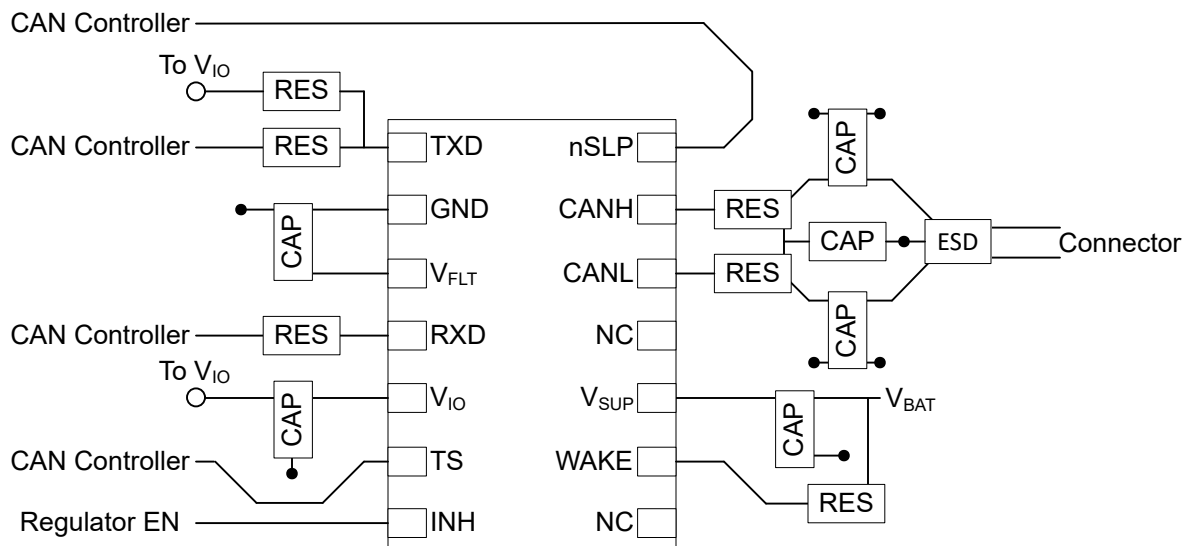 CAN Controller
To VIO
RES
CAN Controller RES TXD nSLP CAP
GND CANH RES
CAP CAP ESD Connector
VFLT CANL RES
CAN Controller RES RXD NC CAP
To VIO
VIO VSUP VBAT
CAP CAP
CAN Controller TS WAKE
RES
Regulator EN INH NC